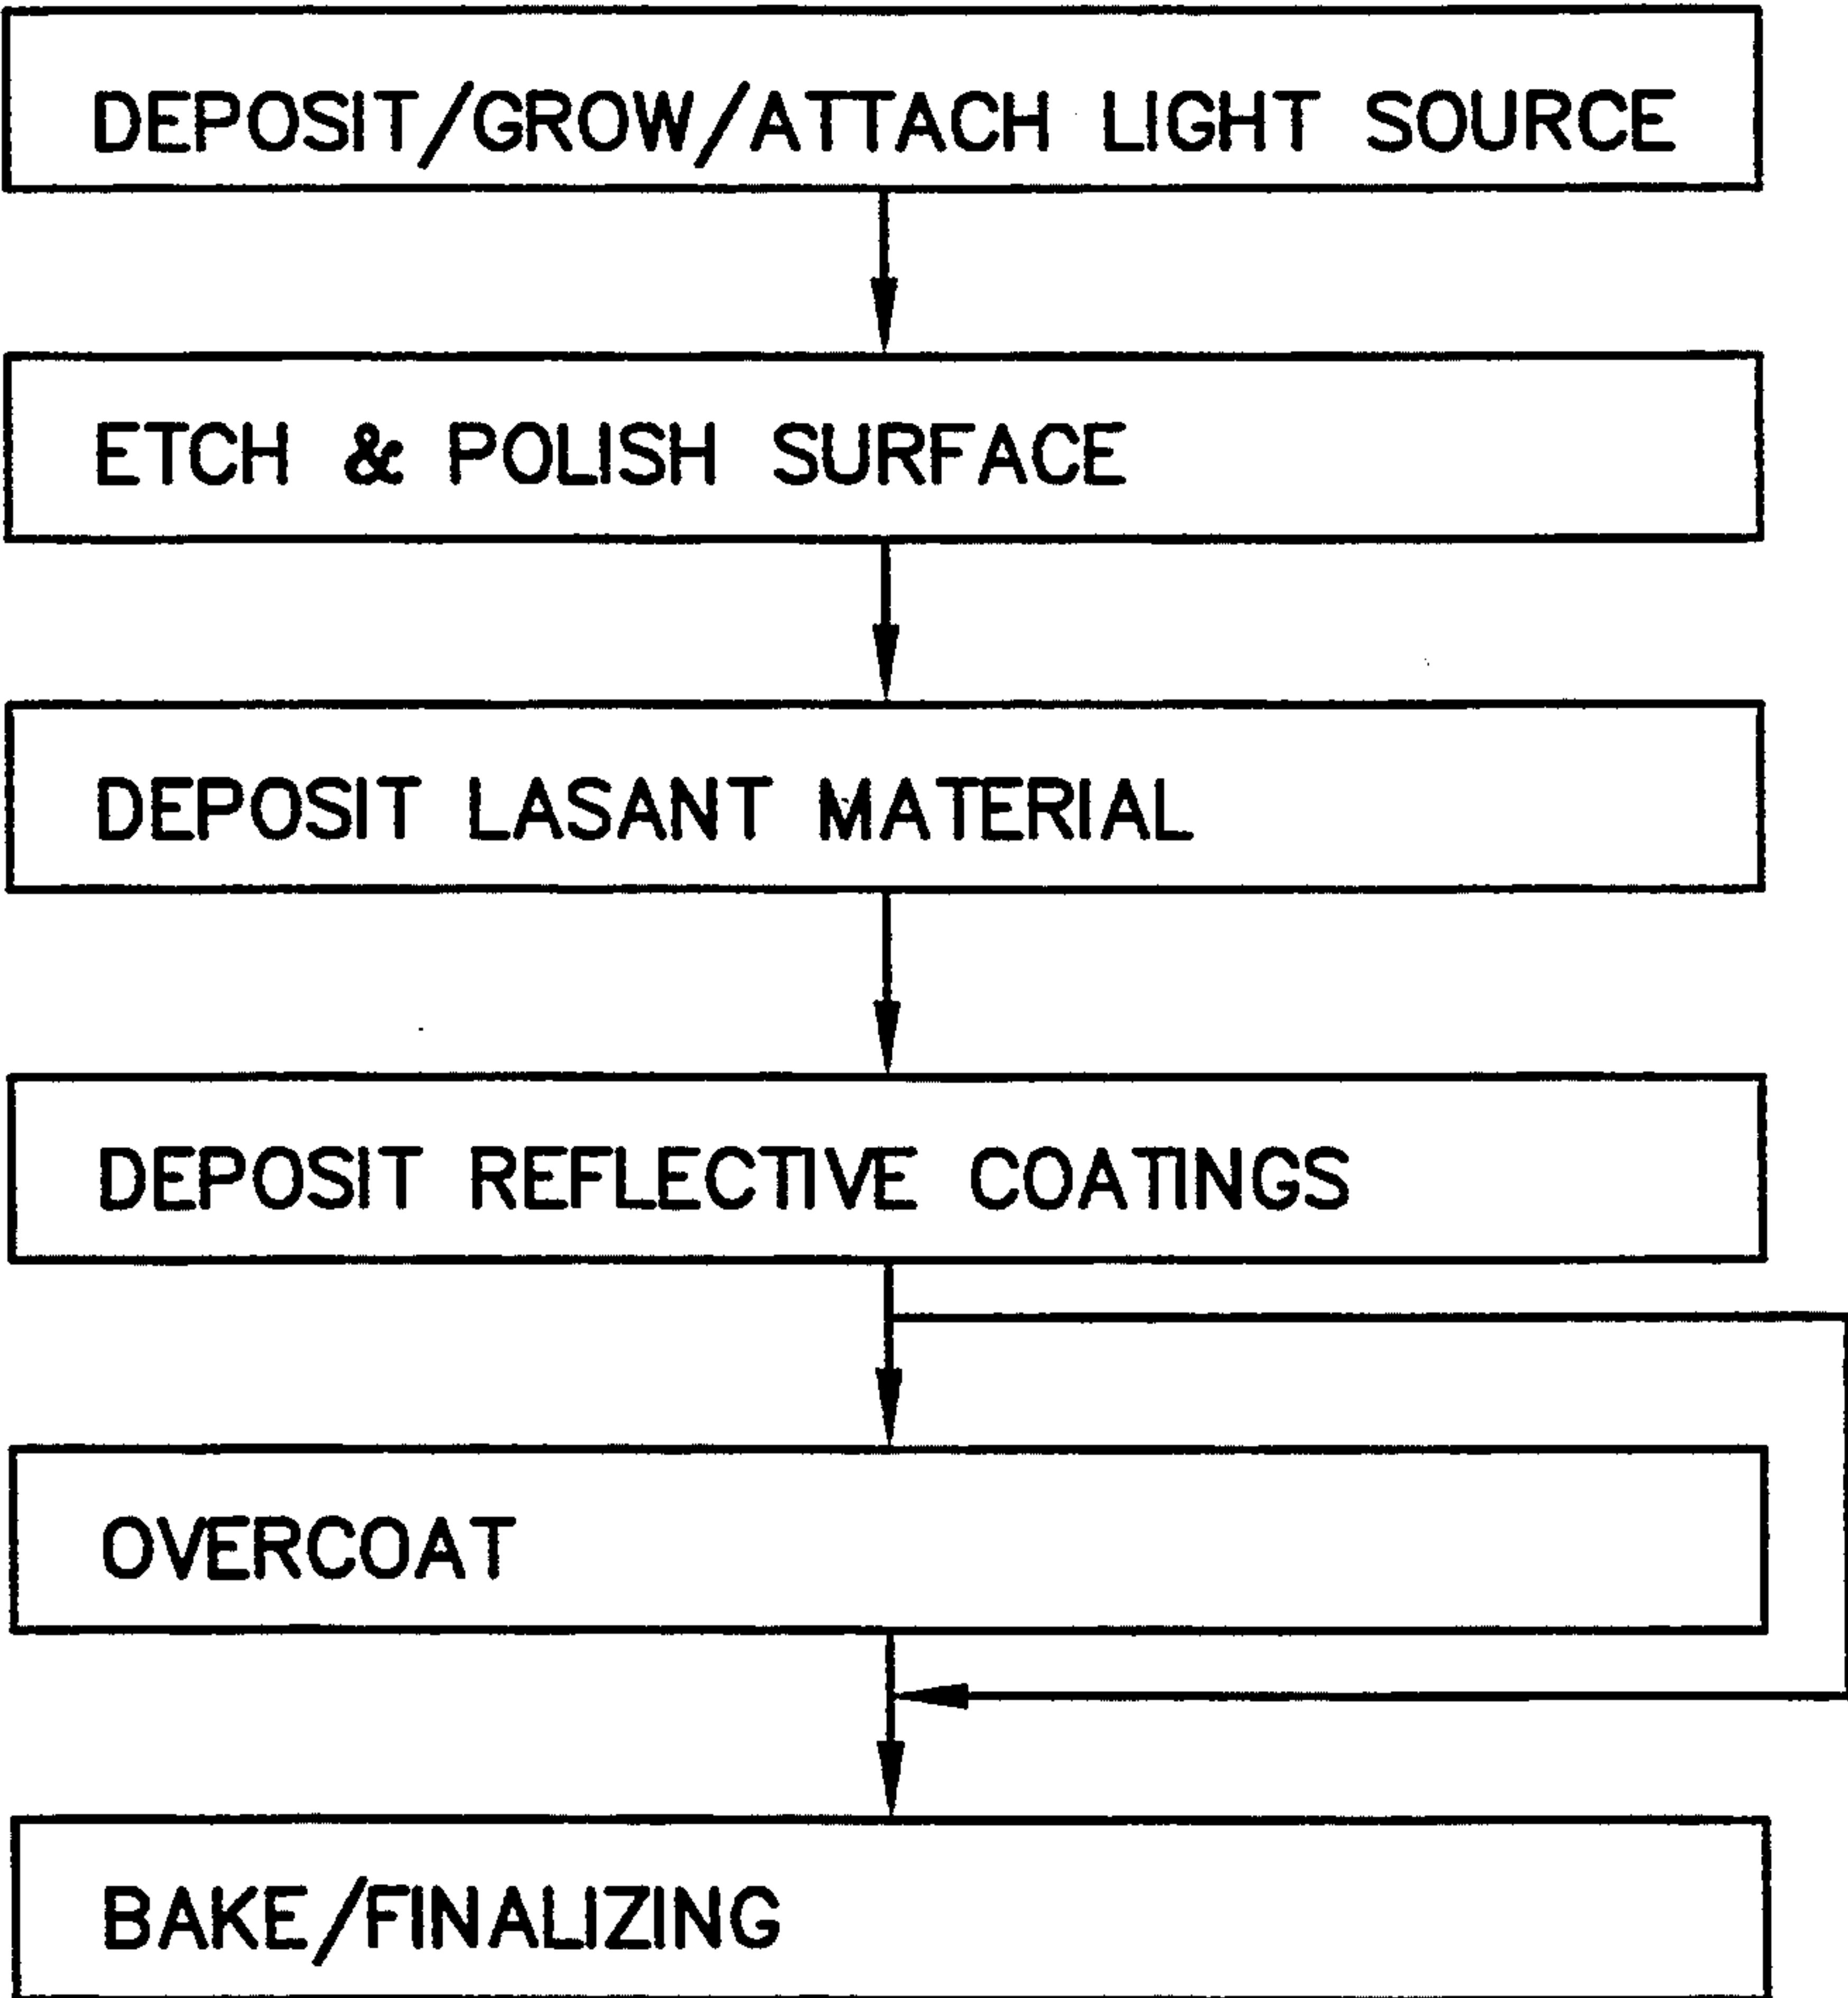 DEPOSIT/GROW/ATTACH LIGHT SOURCE
ETCH & POLISH SURFACE
DEPOSIT LASANT MATERIAL
DEPOSIT REFLECTIVE COATINGS
OVERCOAT
BAKE/FINALIZING